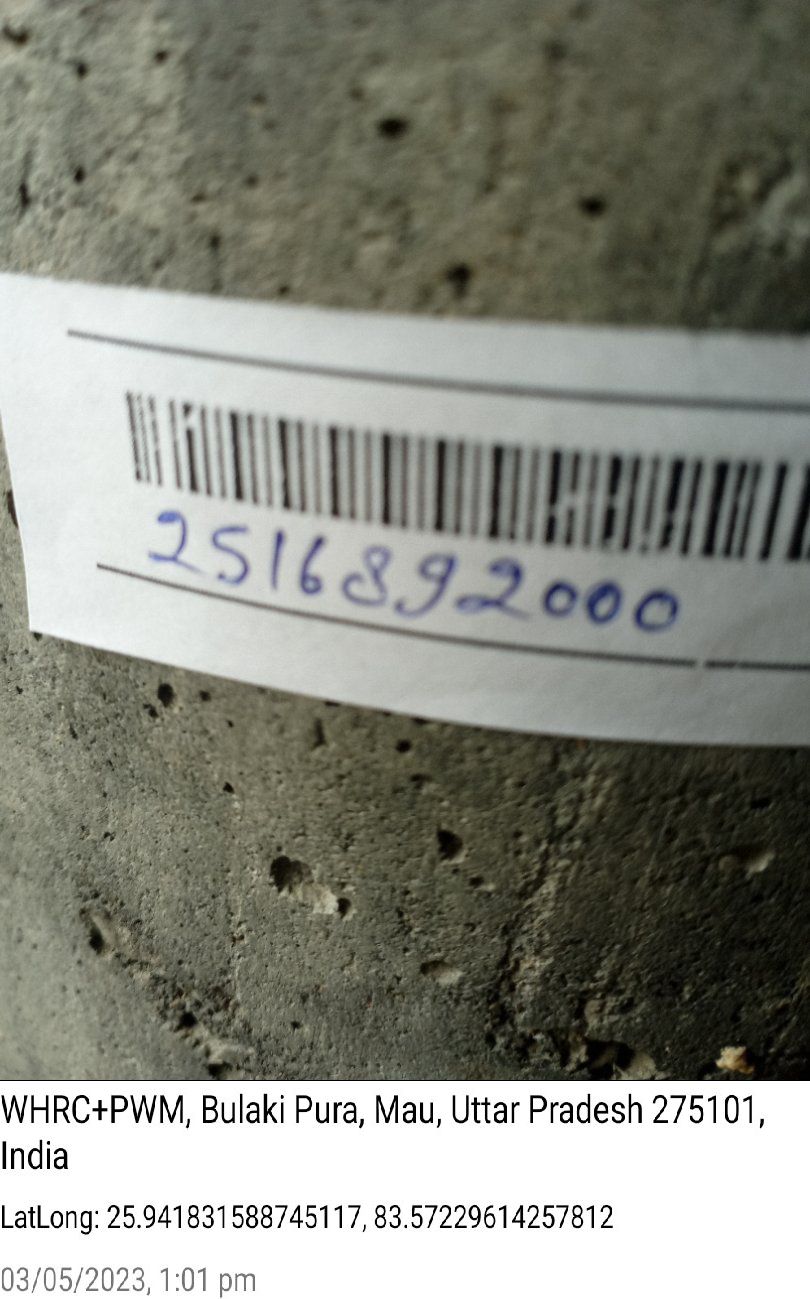 2516892000
WHRC+PWM, Bulaki Pura, Mau, Uttar Pradesh 275101,
India
LatLong: 25.941831588745117, 83.57229614257812
03/05/2023, 1:01 pm